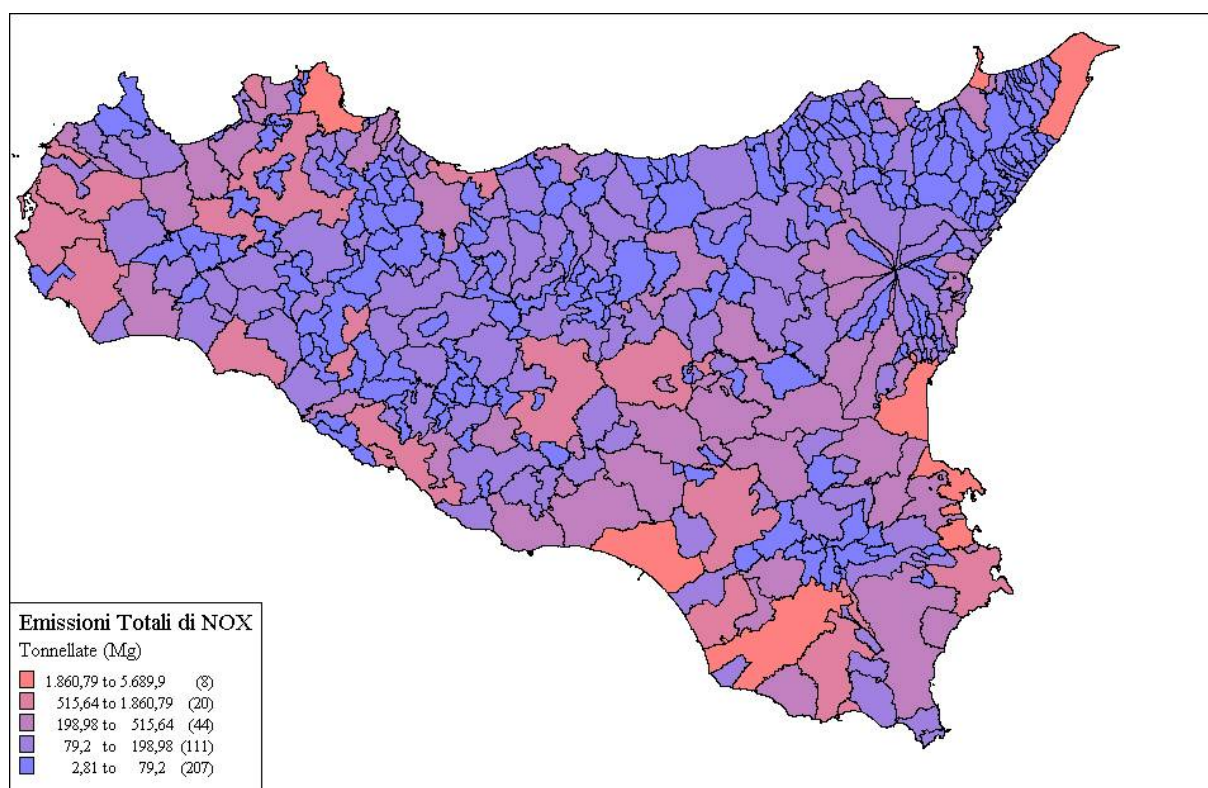 Emissioni Totali di NOX
Tonnellate (Mg)
1.860,79 to 5.689,9 (8)
515,64 to 1.860,79 (20)
198,98 to 515,64 (44)
79,2 to 198,98 (111)
2,81 to 79,2 (207)